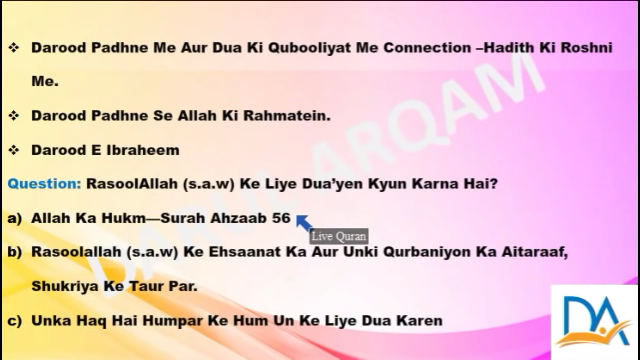 ❖ Darood Padhne Me Aur Dua Ki Qubooliyat Me Connection –Hadith Ki Roshni
Me.
❖ Darood Padhne Se Allah Ki Rahmatein.
❖ Darood E Ibraheem
Question: RasoolAllah (s.a.w) Ke Liye Dua’yen Kyun Karna Hai?
a) Allah Ka Hukm—Surah Ahzaab 56
Live Quran
b) Rasoolallah (s.a.w) Ke Ehsaanat Ka Aur Unki Qurbaniyon Ka Aitaraaf,
Shukriya Ke Taur Par.
c) Unka Haq Hai Humpar Ke Hum Un Ke Liye Dua Karen
DARUL ARQAM
DA